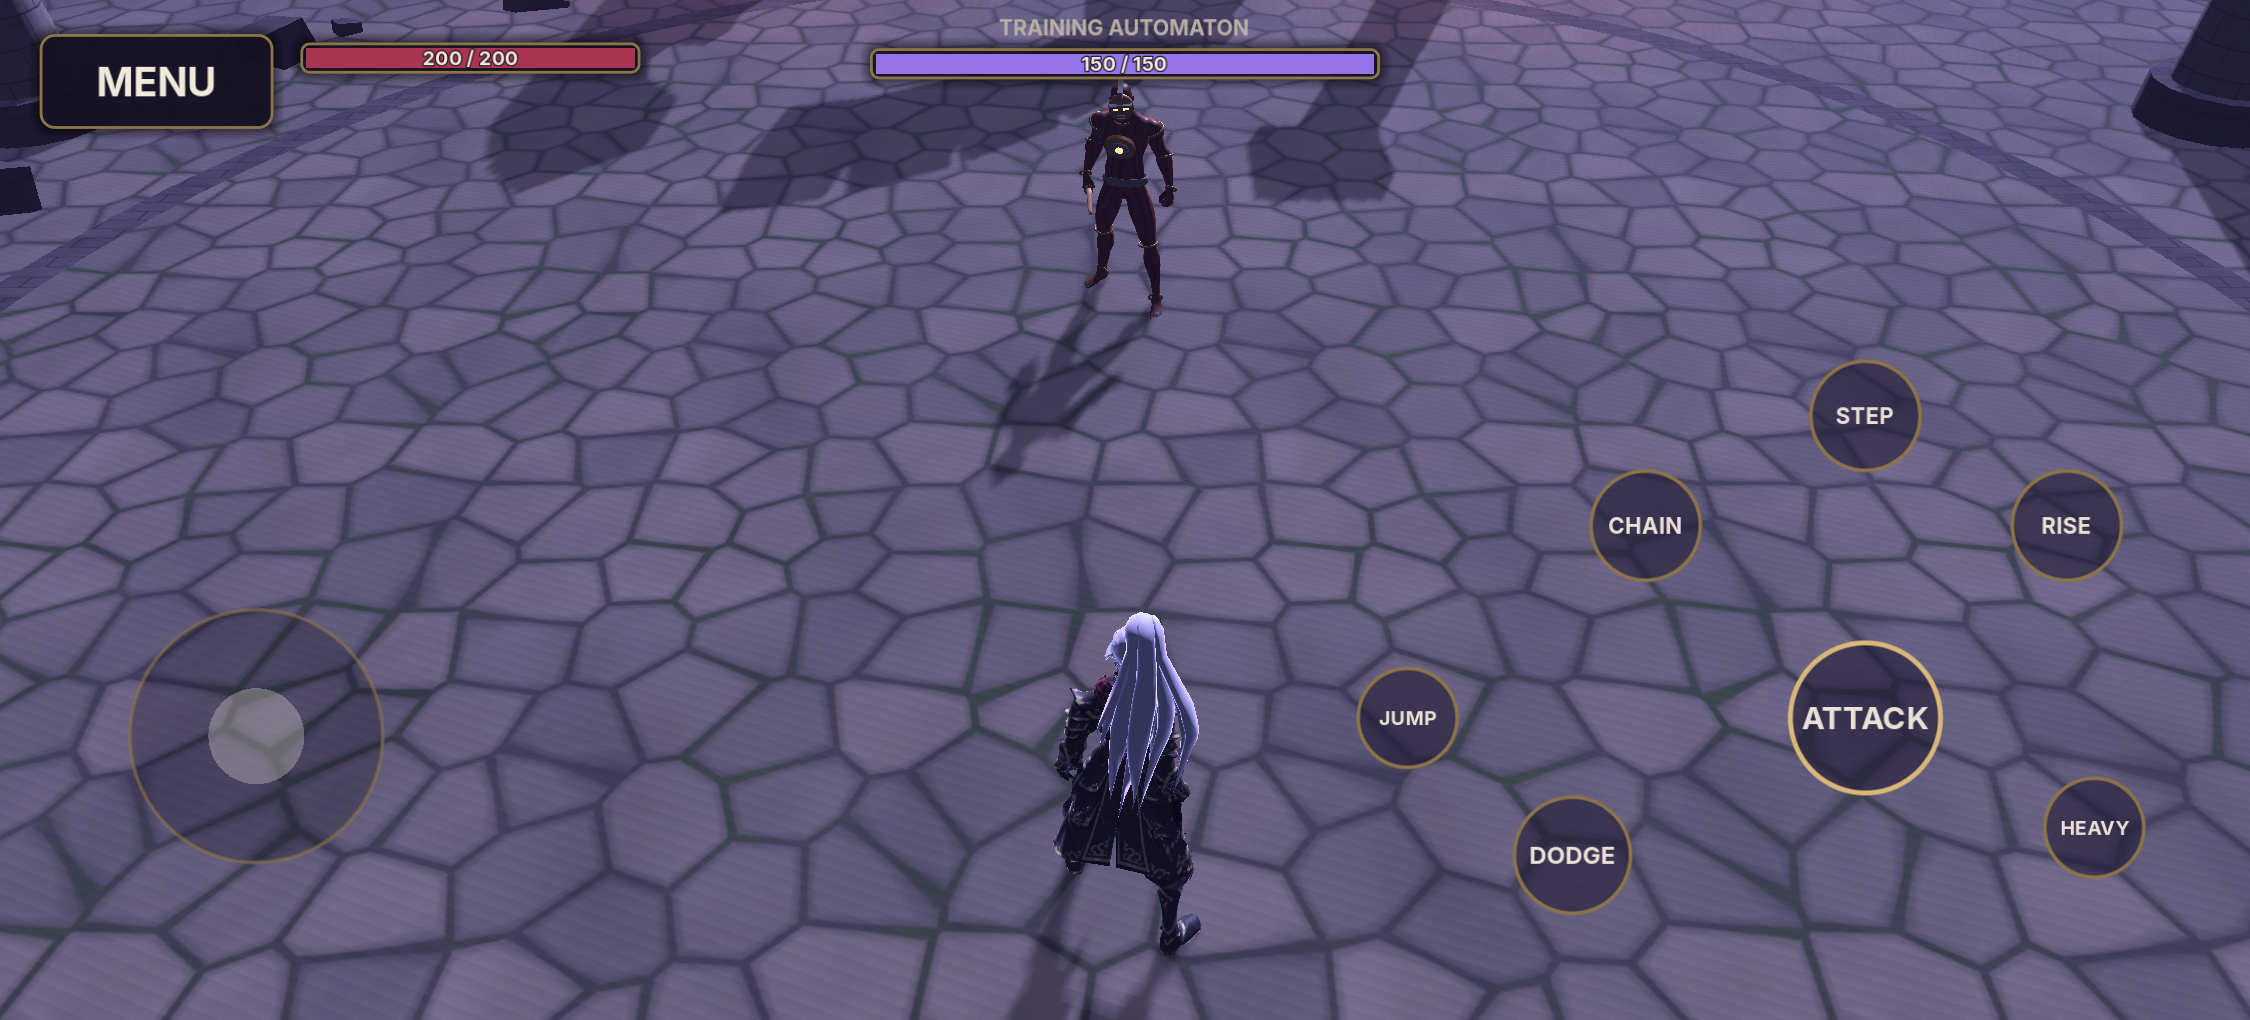 TRAINING AUTOMATON
MENU
200 / 200
150 / 150
STEP
CHAIN
RISE
JUMP
ATTACK
DODGE
HEAVY